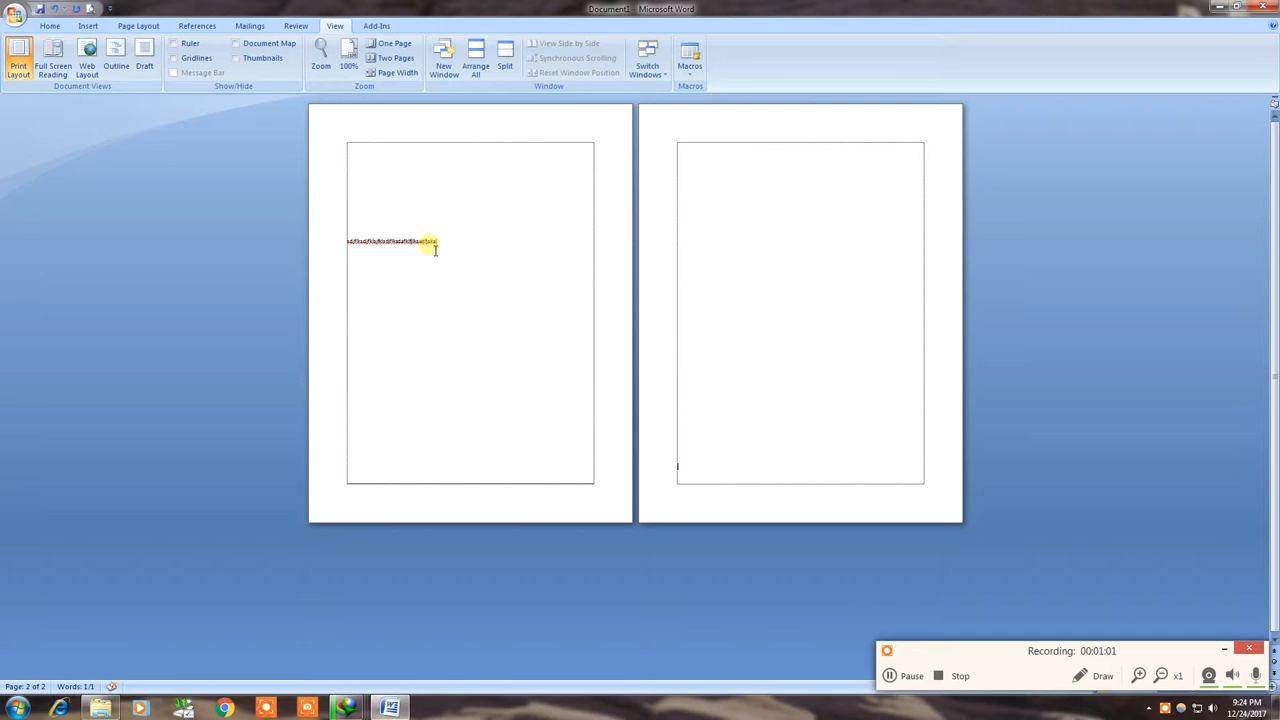 Document1 - Microsoft Word
Home Insert Page Layout References Mailings Review View Add-Ins
Print Layout
Full Screen Reading
Web Layout
Outline
Draft
Document Views
Ruler
Gridlines
Message Bar
Document Map
Thumbnails
Show/Hide
Zoom
100%
One Page
Two Pages
Page Width
Zoom
New Window
Arrange All
Split
View Side by Side
Synchronous Scrolling
Reset Window Position
Window
Switch Windows
Macros
Macros
Recording: 00:01:01
Pause Stop Draw x1
Page: 2 of 2 Words: 1/1
9:24 PM
12/24/2017